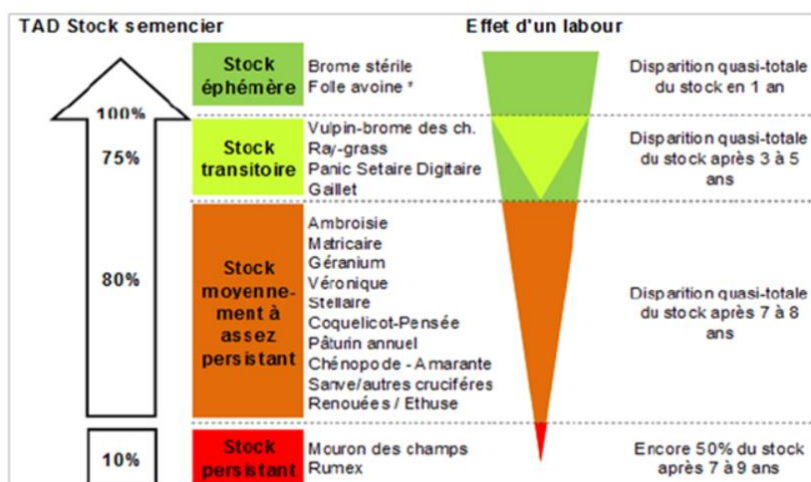 TAD Stock semencier
Effet d'un labour
100%
75%
80%
10%
Stock
éphémère
Brome stérile
Folle avoine *
Disparition quasi-totale
du stock en 1 an
Stock
transitoire
Vulpin-brome des ch.
Ray-grass
Panic Setaire Digitaire
Gaillet
Disparition quasi-totale
du stock après 3 à 5
ans
Stock
moyenne-
ment à
assez
persistant
Ambroisie
Matricaire
Géranium
Véronique
Stellaire
Coquelicot-Pensée
Pâturin annuel
Chénopode - Amarante
Sanve/autres crucifères
Renouées / Ethuse
Disparition quasi-totale
du stock après 7 à 8
ans
Stock
persistant
Mouron des champs
Rumex
Encore 50% du stock
après 7 à 9 ans